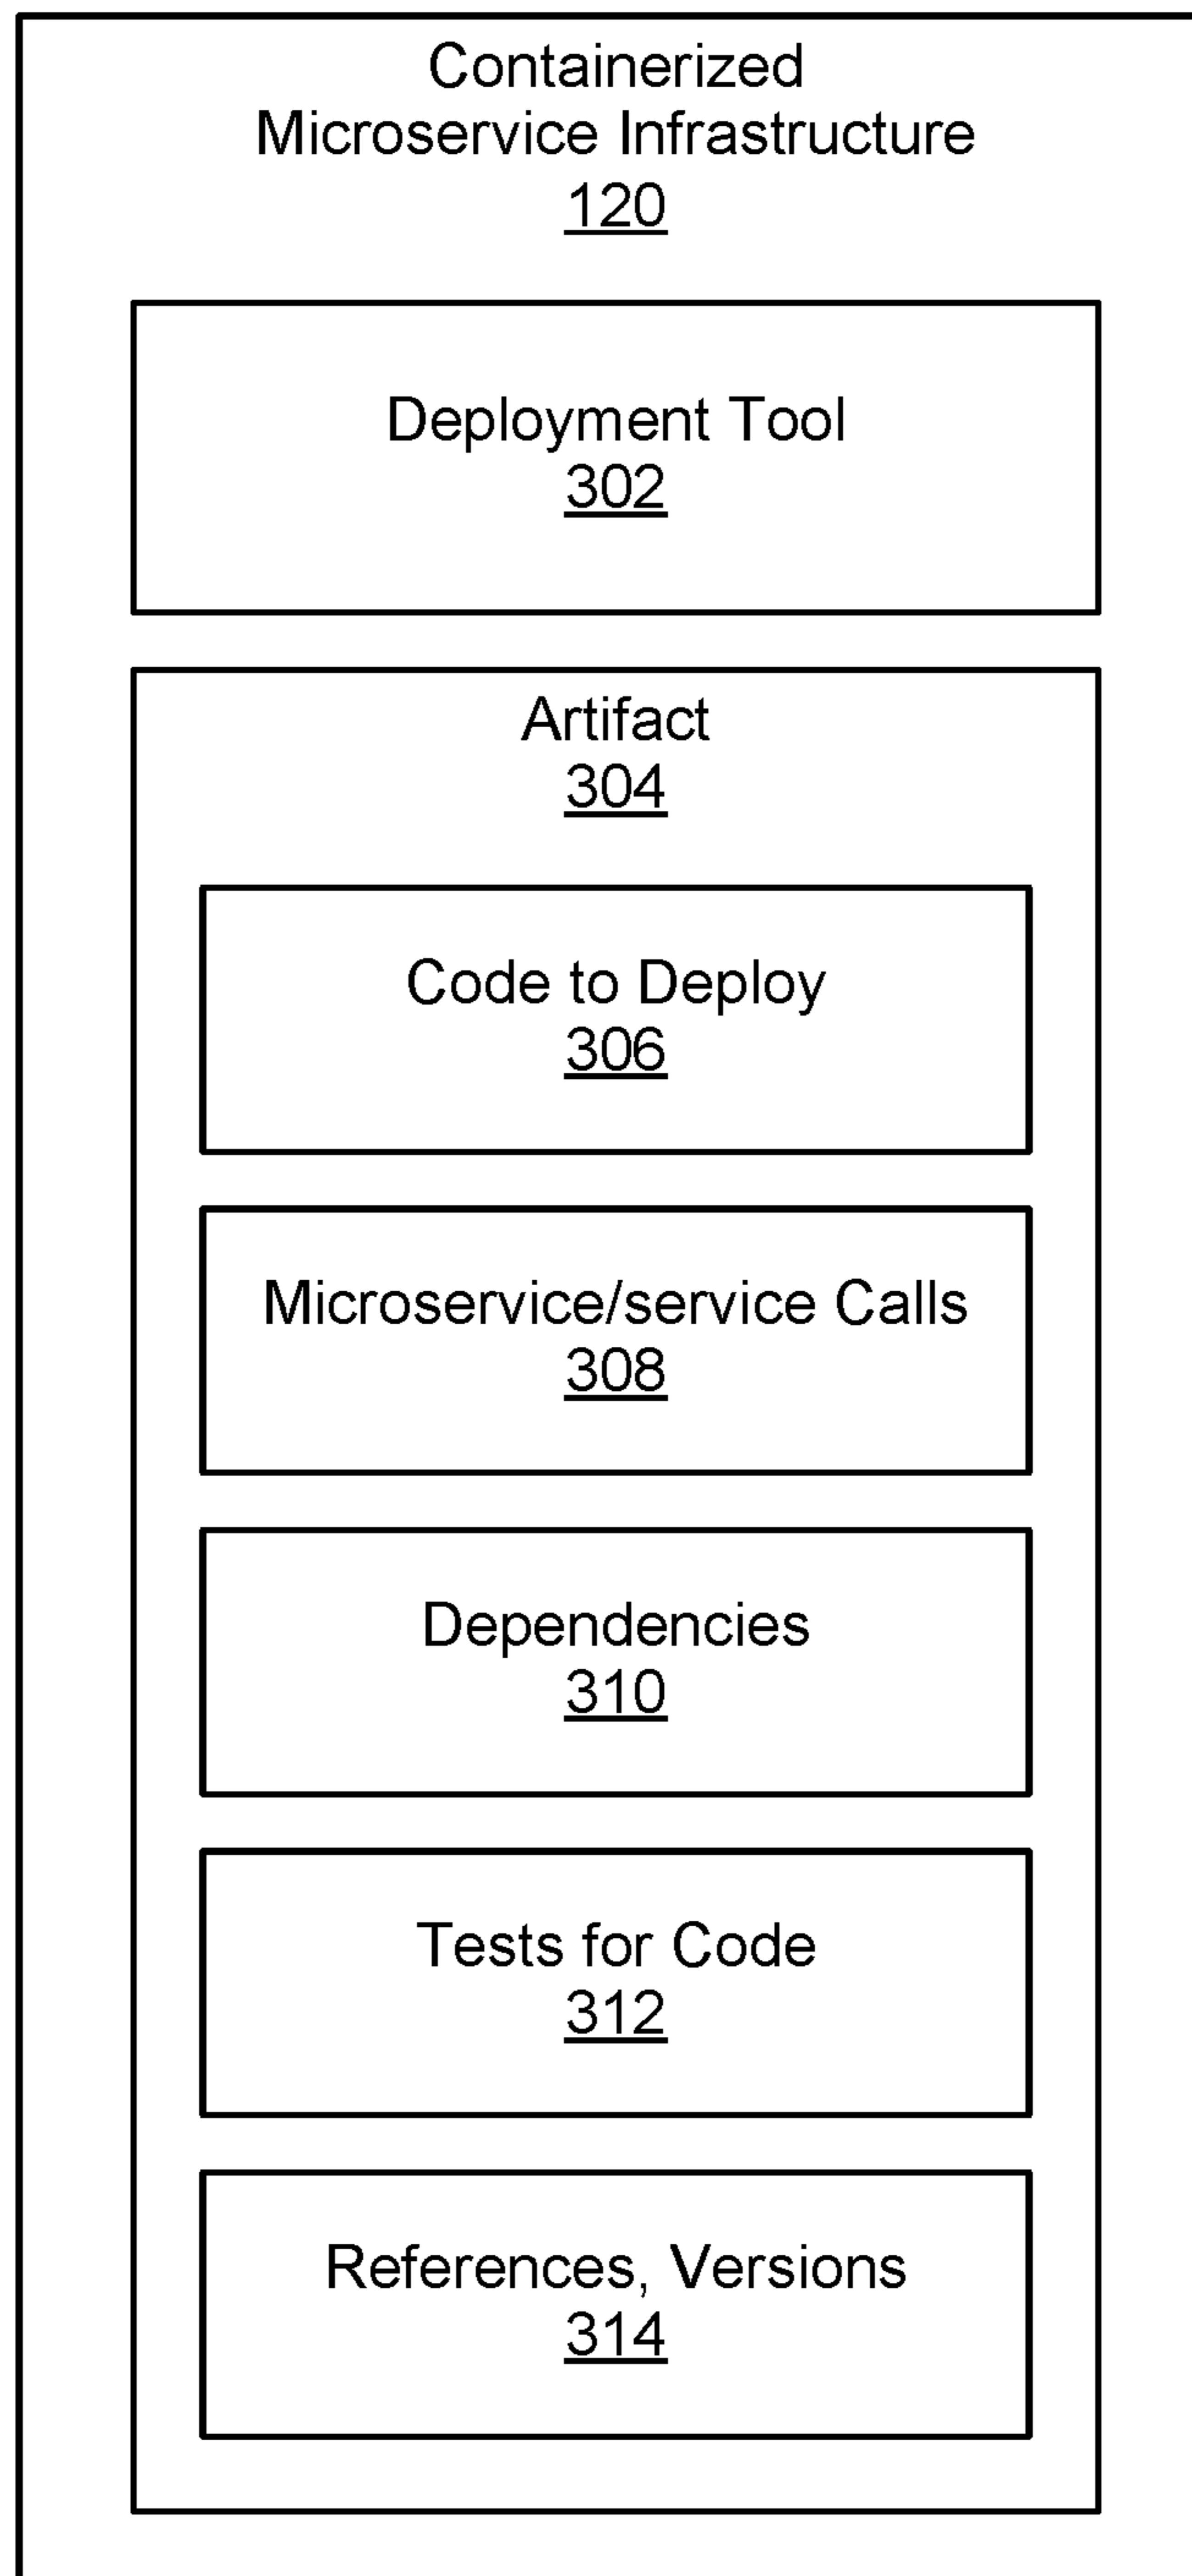 Containerized
Microservice Infrastructure
120
Deployment Tool
302
Artifact
304
Code to Deploy
306
Microservice/service Calls
308
Dependencies
310
Tests for Code
312
References, Versions
314